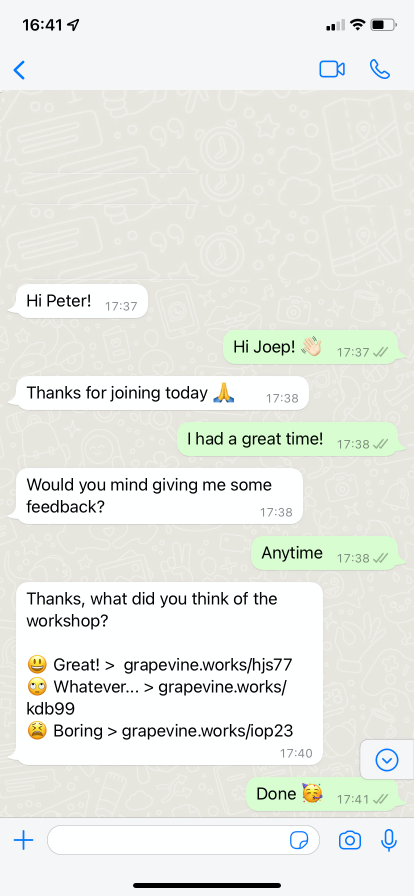 16:41
Hi Peter! 17:37
Hi Joep! 👋🏻 17:37
Thanks for joining today 🙏 17:38
I had a great time! 17:38
Would you mind giving me some
feedback?
17:38
Anytime 17:38
Thanks, what did you think of the
workshop?
😃 Great! > grapevine.works/hjs77
🙄 Whatever... > grapevine.works/
kdb99
😫 Boring > grapevine.works/iop23
17:40
Done 🥳 17:41